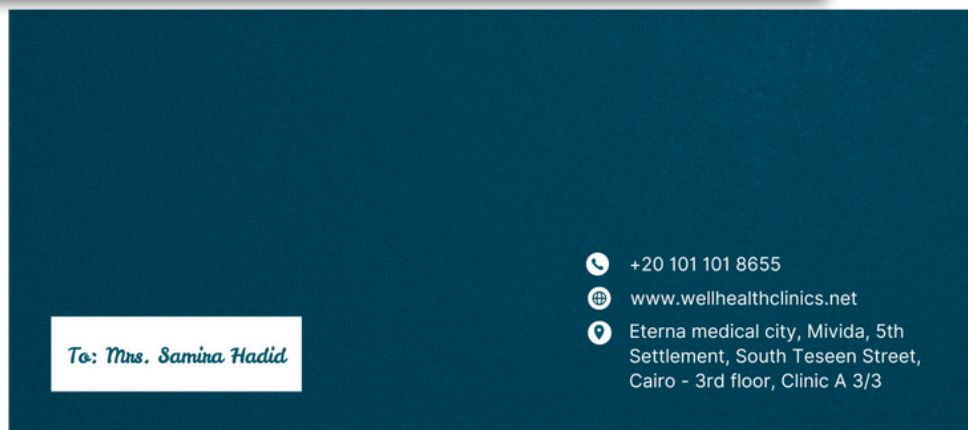 +20 101 101 8655
www.wellhealthclinics.net
Eterna medical city, Mivida, 5th
Settlement, South Teseen Street,
Cairo - 3rd floor, Clinic A 3/3
To: Mrs. Samira Hadid